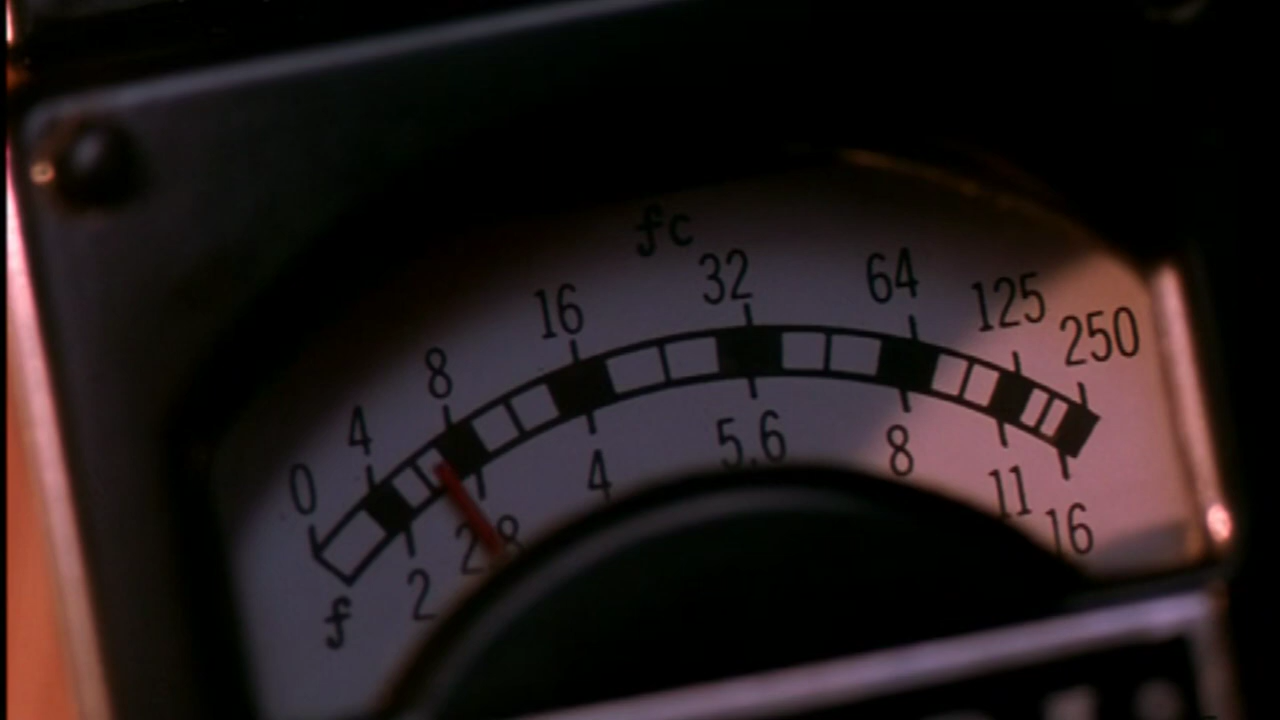 fc
0 4 8 16 32 64 125 250
f 2 2.8 4 5.6 8 11 16